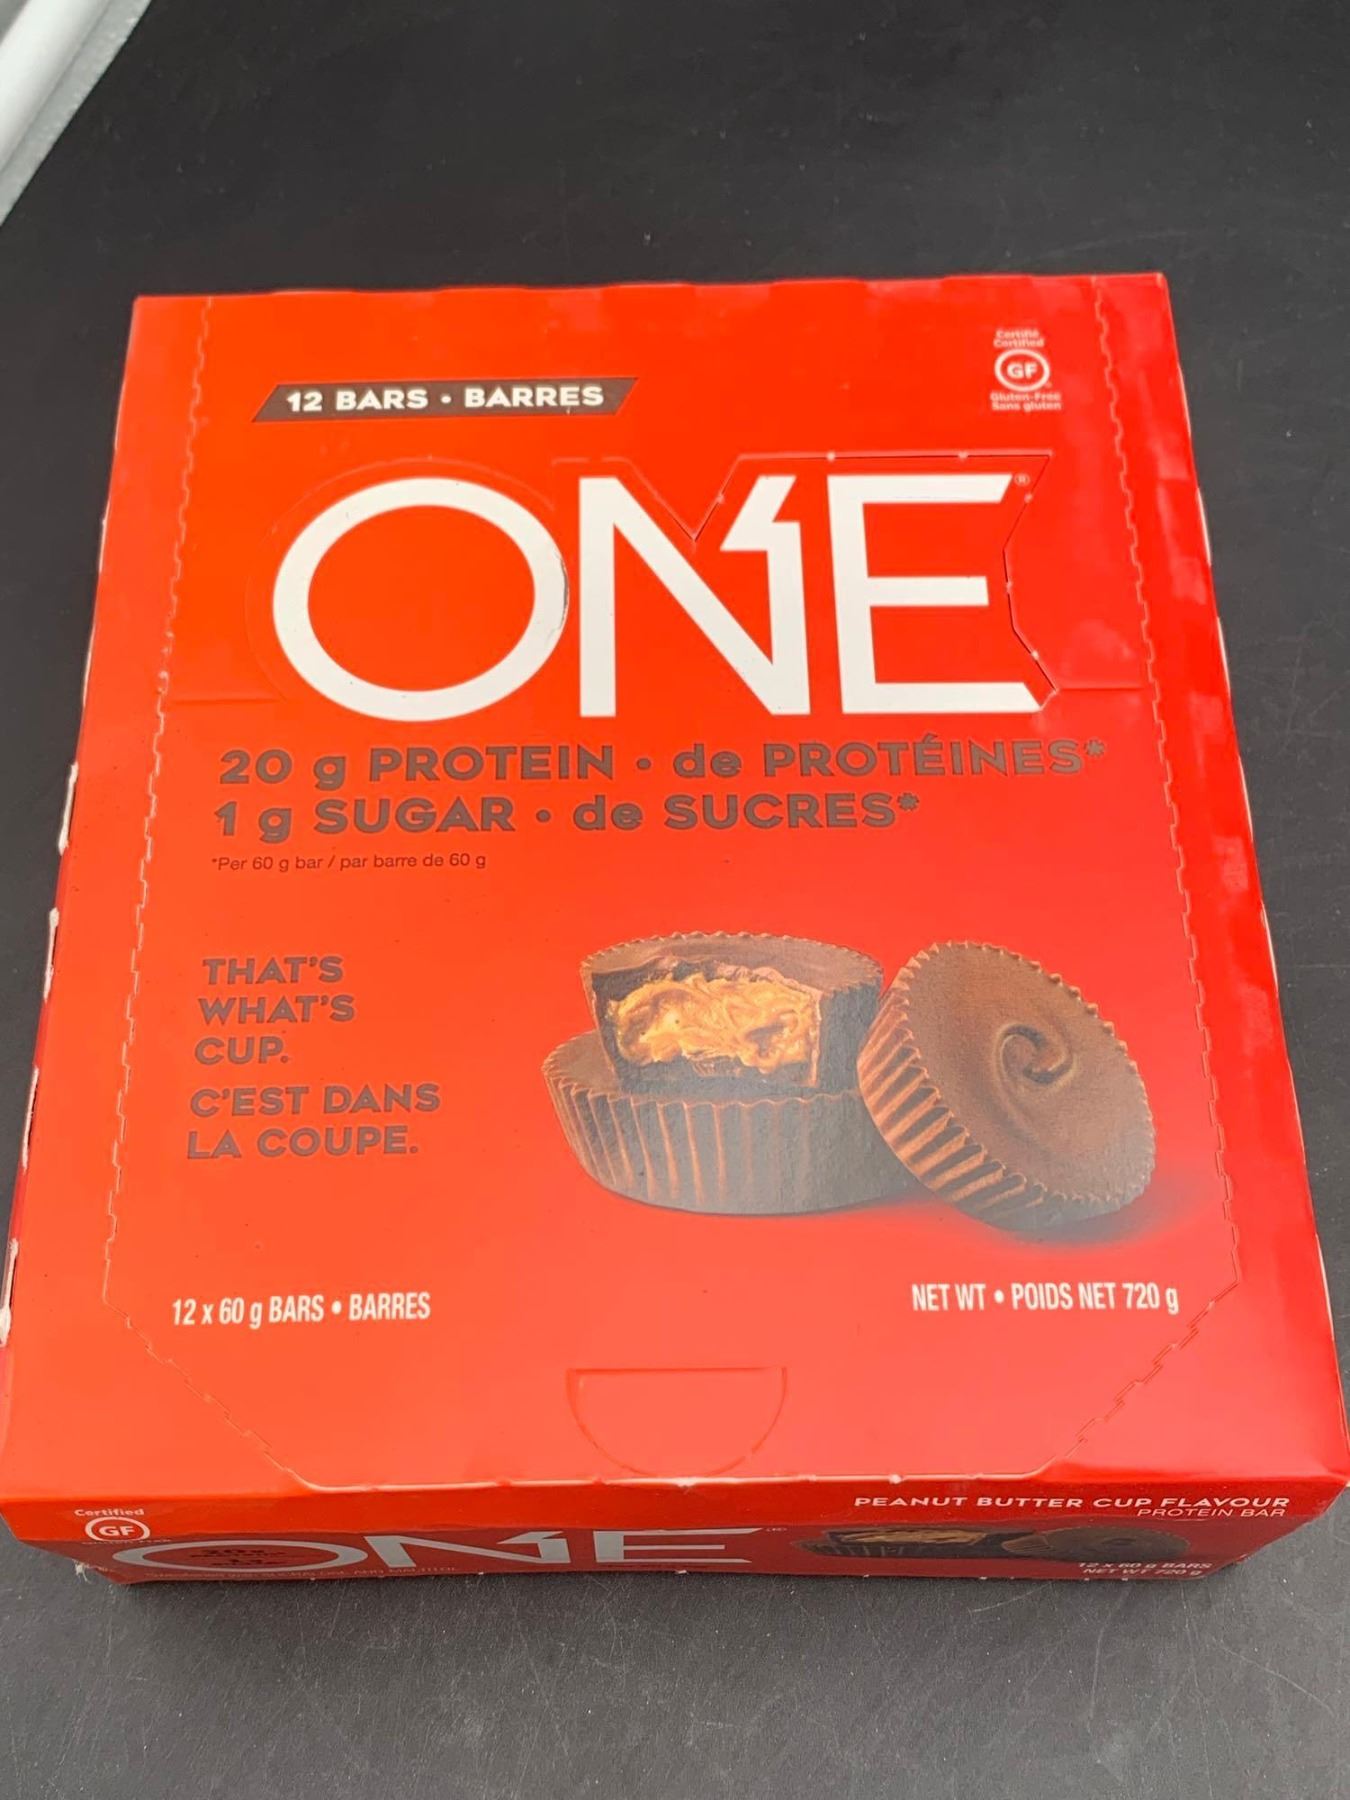 Certifié
Certified
GF
Gluten-Free
Sans gluten
12 BARS • BARRES
ONE®
20 g PROTEIN • de PROTÉINES*
1 g SUGAR • de SUCRES*
*Per 60 g bar / par barre de 60 g
THAT'S
WHAT'S
CUP.
C'EST DANS
LA COUPE.
12 x 60 g BARS • BARRES
NET WT • POIDS NET 720 g
Certified
GF
ONE
PEANUT BUTTER CUP FLAVOUR
PROTEIN BAR
12 x 60 g BARS
NET WT 720 g